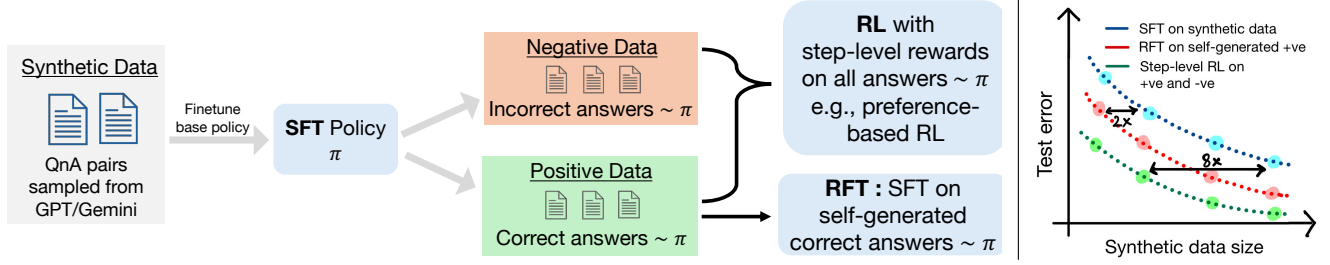 Synthetic Data
QnA pairs
sampled from
GPT/Gemini
Finetune
base policy
SFT Policy
π
Negative Data
Incorrect answers ~ π
Positive Data
Correct answers ~ π
RL with
step-level rewards
on all answers ~ π
e.g., preference-
based RL
RFT : SFT on
self-generated
correct answers ~ π
Test error
SFT on synthetic data
RFT on self-generated +ve
Step-level RL on
+ve and -ve
2x
8x
Synthetic data size